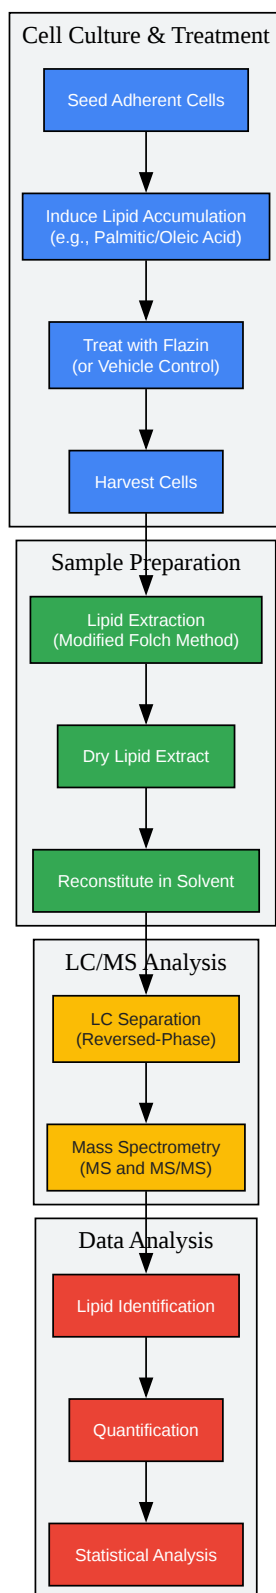 Cell Culture & Treatment
Seed Adherent Cells
Induce Lipid Accumulation
(e.g., Palmitic/Oleic Acid)
Treat with Flazin
(or Vehicle Control)
Harvest Cells
Sample Preparation
Lipid Extraction
(Modified Folch Method)
Dry Lipid Extract
Reconstitute in Solvent
LC/MS Analysis
LC Separation
(Reversed-Phase)
Mass Spectrometry
(MS and MS/MS)
Data Analysis
Lipid Identification
Quantification
Statistical Analysis